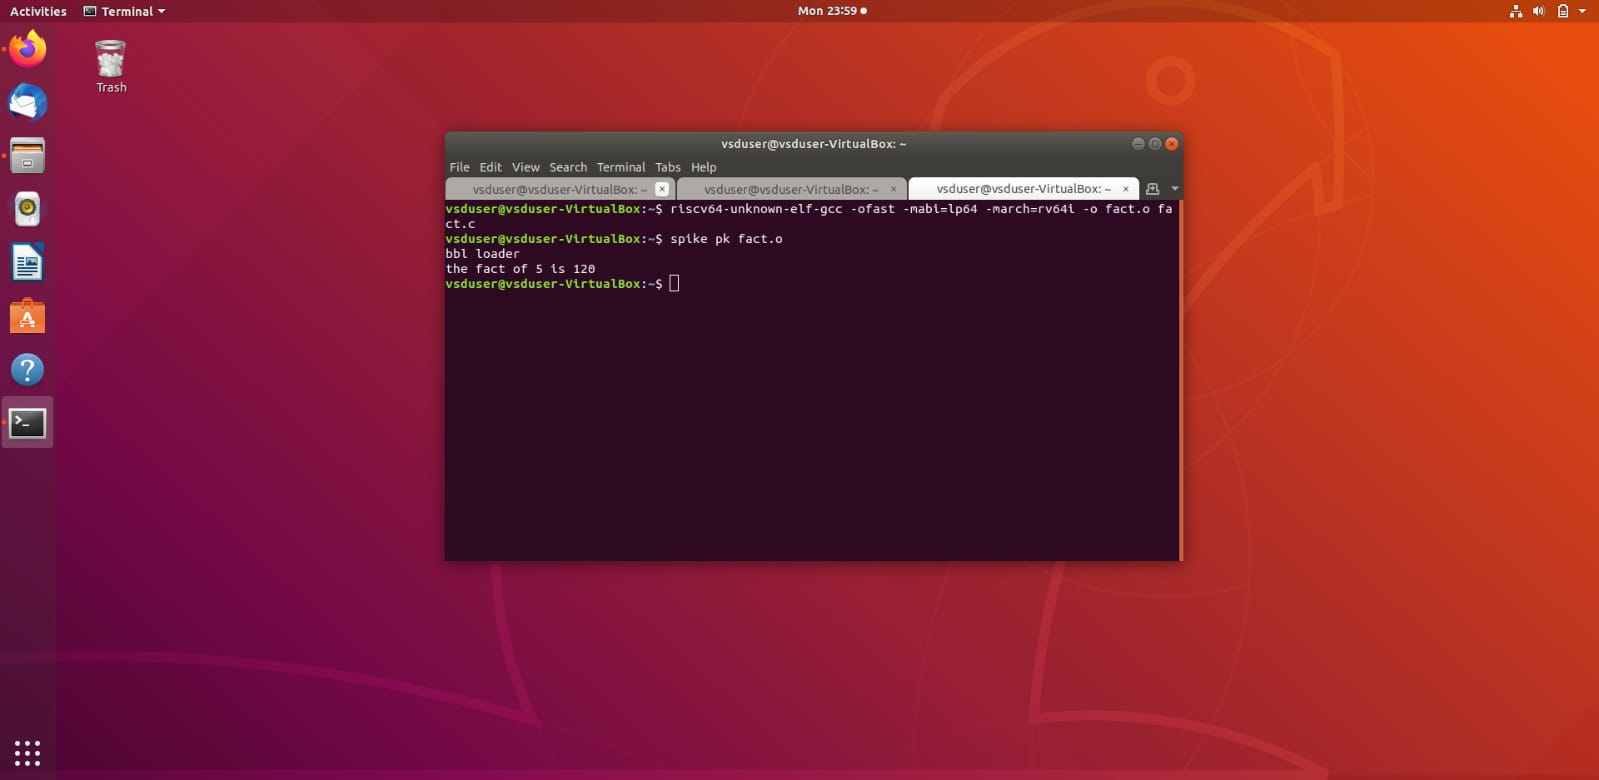 Activities Terminal Mon 23:59
Trash
vsduser@vsduser-VirtualBox: ~
File Edit View Search Terminal Tabs Help
vsduser@vsduser-VirtualBox: ~ vsduser@vsduser-VirtualBox: ~ vsduser@vsduser-VirtualBox: ~
vsduser@vsduser-VirtualBox:~$ riscv64-unknown-elf-gcc -ofast -mabi=lp64 -march=rv64i -o fact.o fa
ct.c
vsduser@vsduser-VirtualBox:~$ spike pk fact.o
bbl loader
the fact of 5 is 120
vsduser@vsduser-VirtualBox:~$